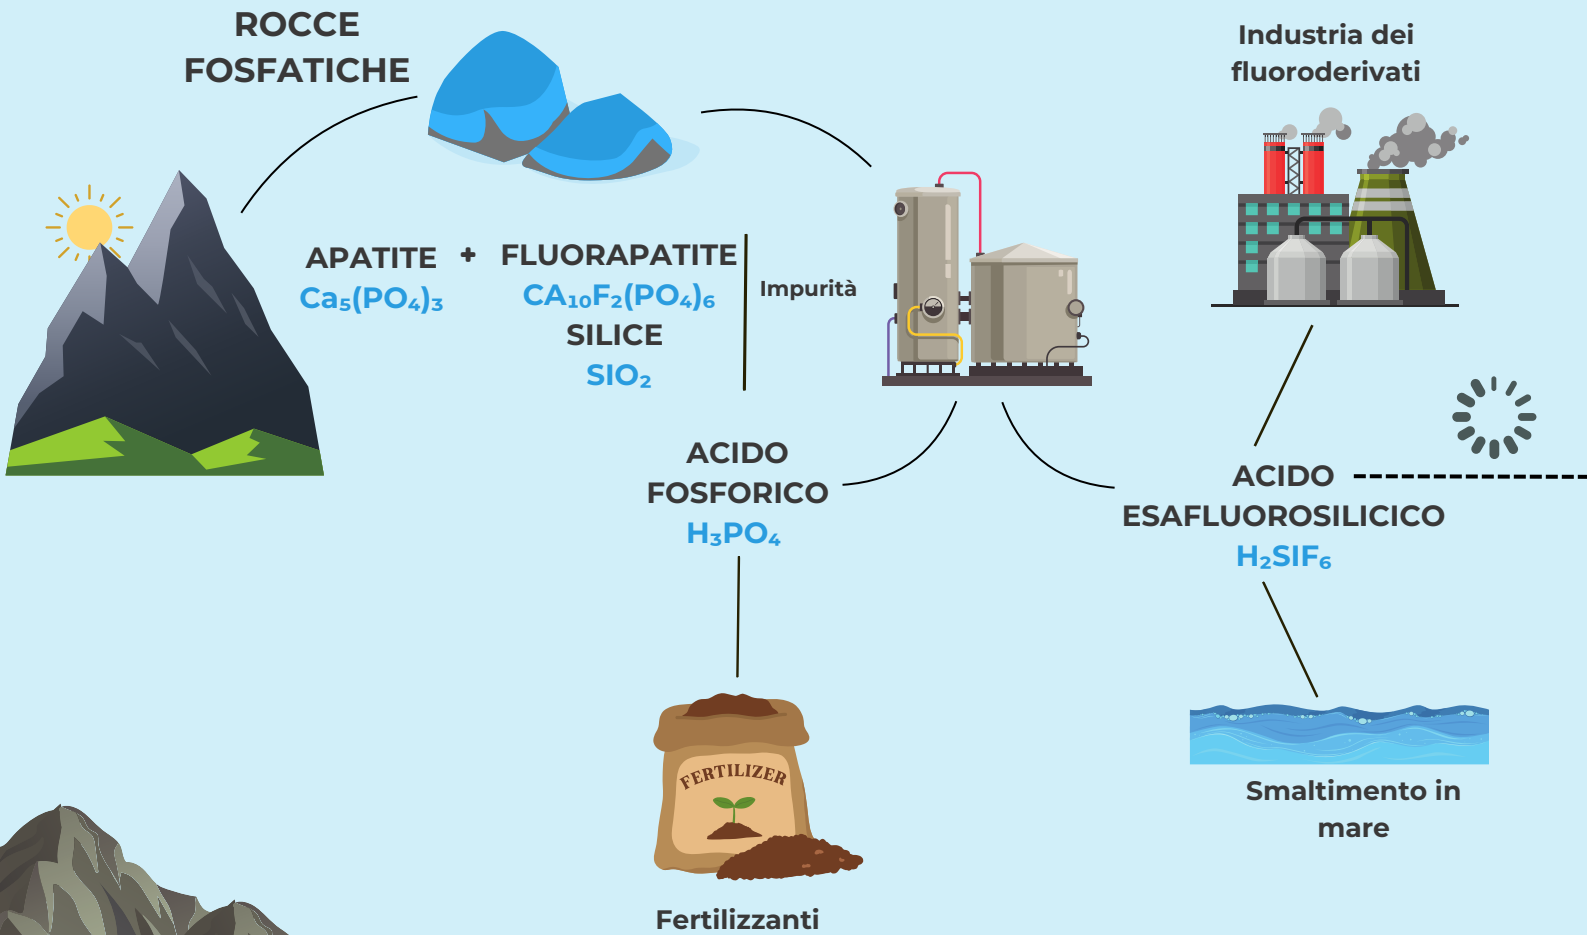 ROCCE
FOSFATICHE
Industria dei
fluoroderivati
APATITE + FLUORAPATITE
Ca₅(PO₄)₃ CA₁₀F₂(PO₄)₆
SILICE
SIO₂
Impurità
ACIDO
FOSFORICO
H₃PO₄
ACIDO
ESAFLUOROSILICICO
H₂SIF₆
FERTILIZER
Fertilizzanti
Smaltimento in
mare